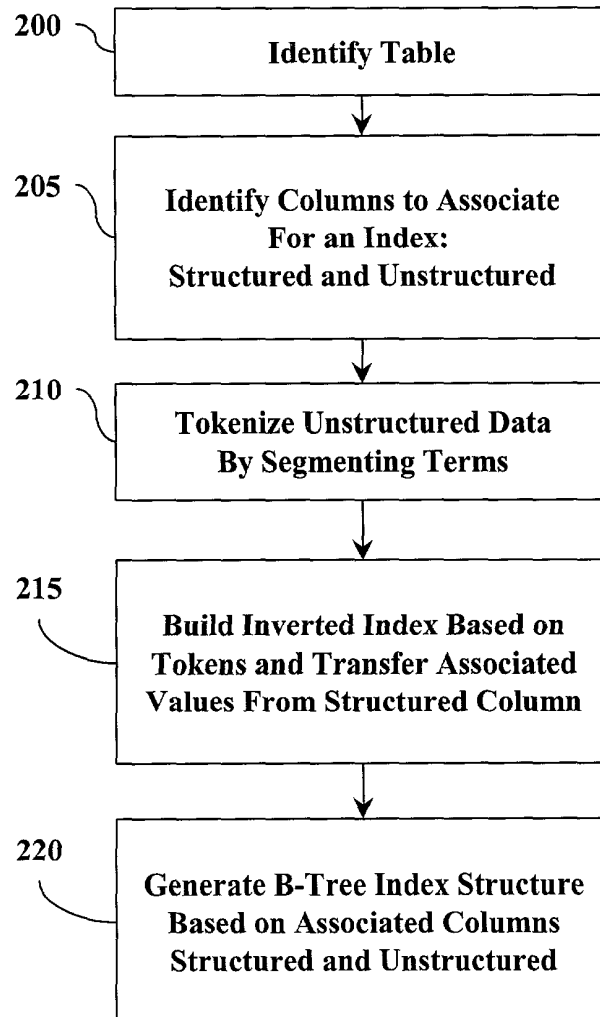 200
Identify Table
205
Identify Columns to Associate
For an Index:
Structured and Unstructured
210
Tokenize Unstructured Data
By Segmenting Terms
215
Build Inverted Index Based on
Tokens and Transfer Associated
Values From Structured Column
220
Generate B-Tree Index Structure
Based on Associated Columns
Structured and Unstructured